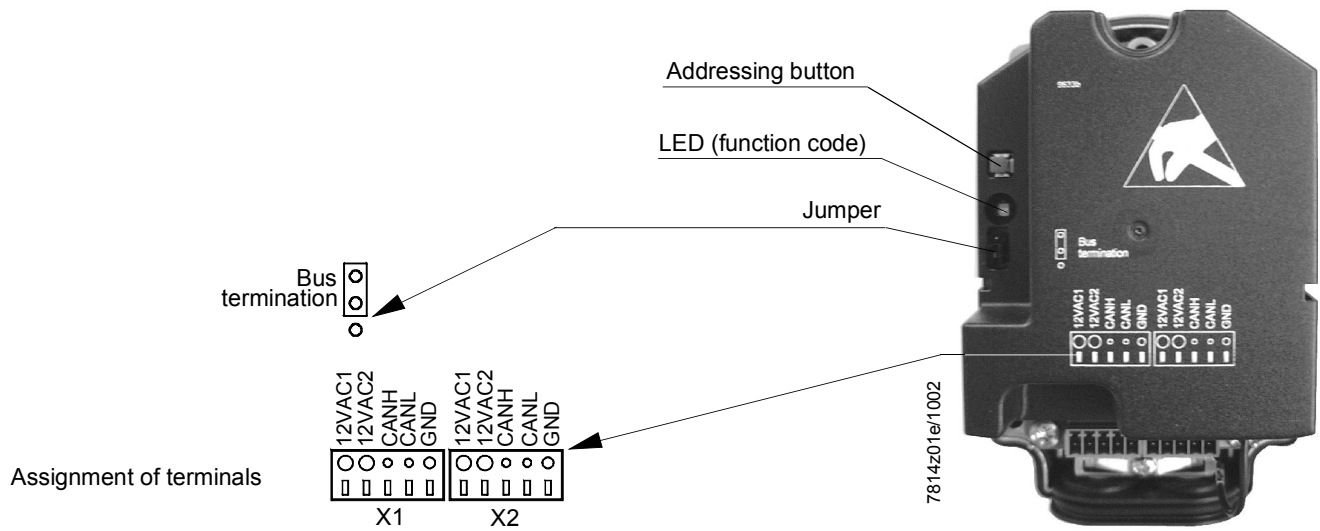 Addressing button
LED (function code)
Jumper
Bus
termination
Bus
termination
12VAC1
12VAC2
CANH
CANL
GND
12VAC1
12VAC2
CANH
CANL
GND
12VAC1
12VAC2
CANH
CANL
GND
12VAC1
12VAC2
CANH
CANL
GND
Assignment of terminals
X1
X2
7814z01e/1002